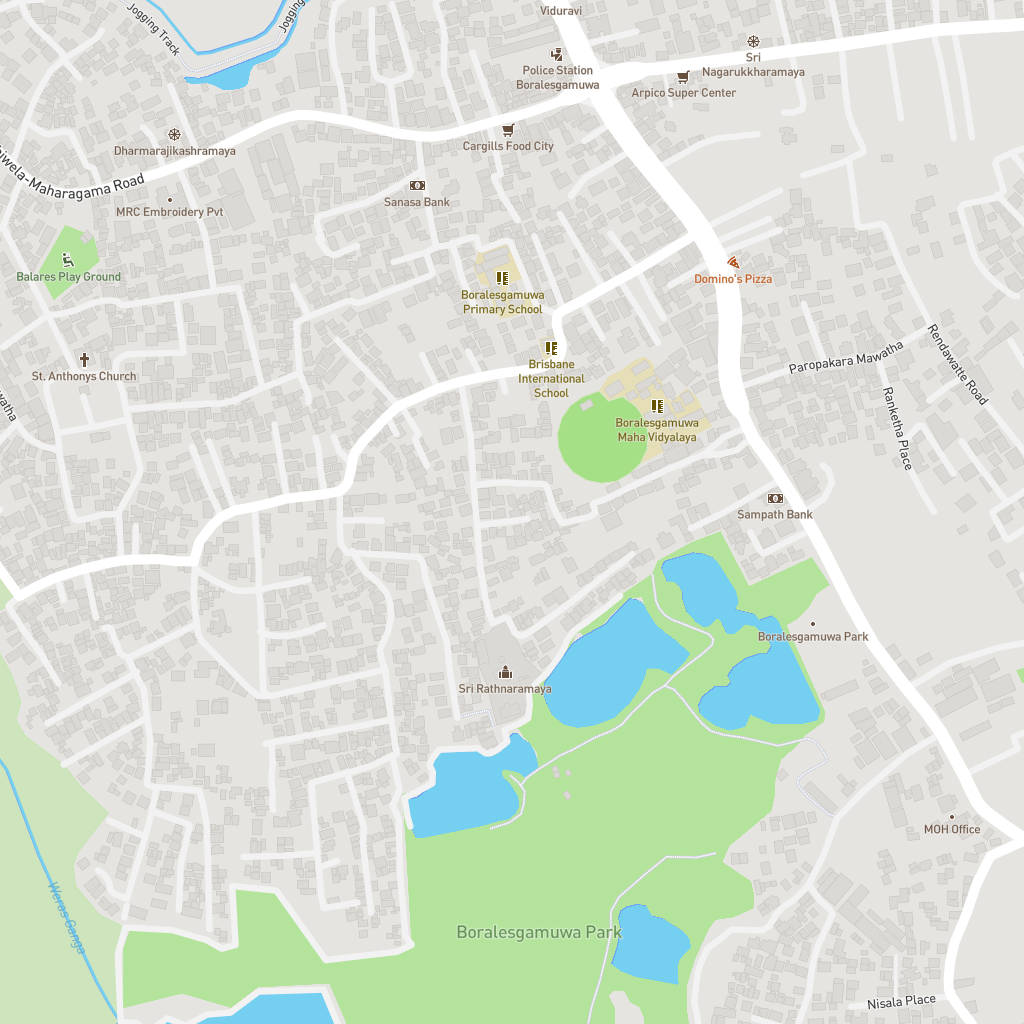 Viduravi
Jogging Track
Jogging
Police Station
Boralesgamuwa
Sri
Nagarukkharamaya
Arpico Super Center
Dharmarajikashramaya
Cargills Food City
-Maharagama Road
Sanasa Bank
MRC Embroidery Pvt
Balares Play Ground
Domino's Pizza
Boralesgamuwa
Primary School
Brisbane
International
School
St. Anthonys Church
Paropakara Mawatha
Rendawatte Road
Ranketha Place
Boralesgamuwa
Maha Vidyalaya
Sampath Bank
Boralesgamuwa Park
Sri Rathnaramaya
MOH Office
Weras Ganga
Boralesgamuwa Park
Nisala Place